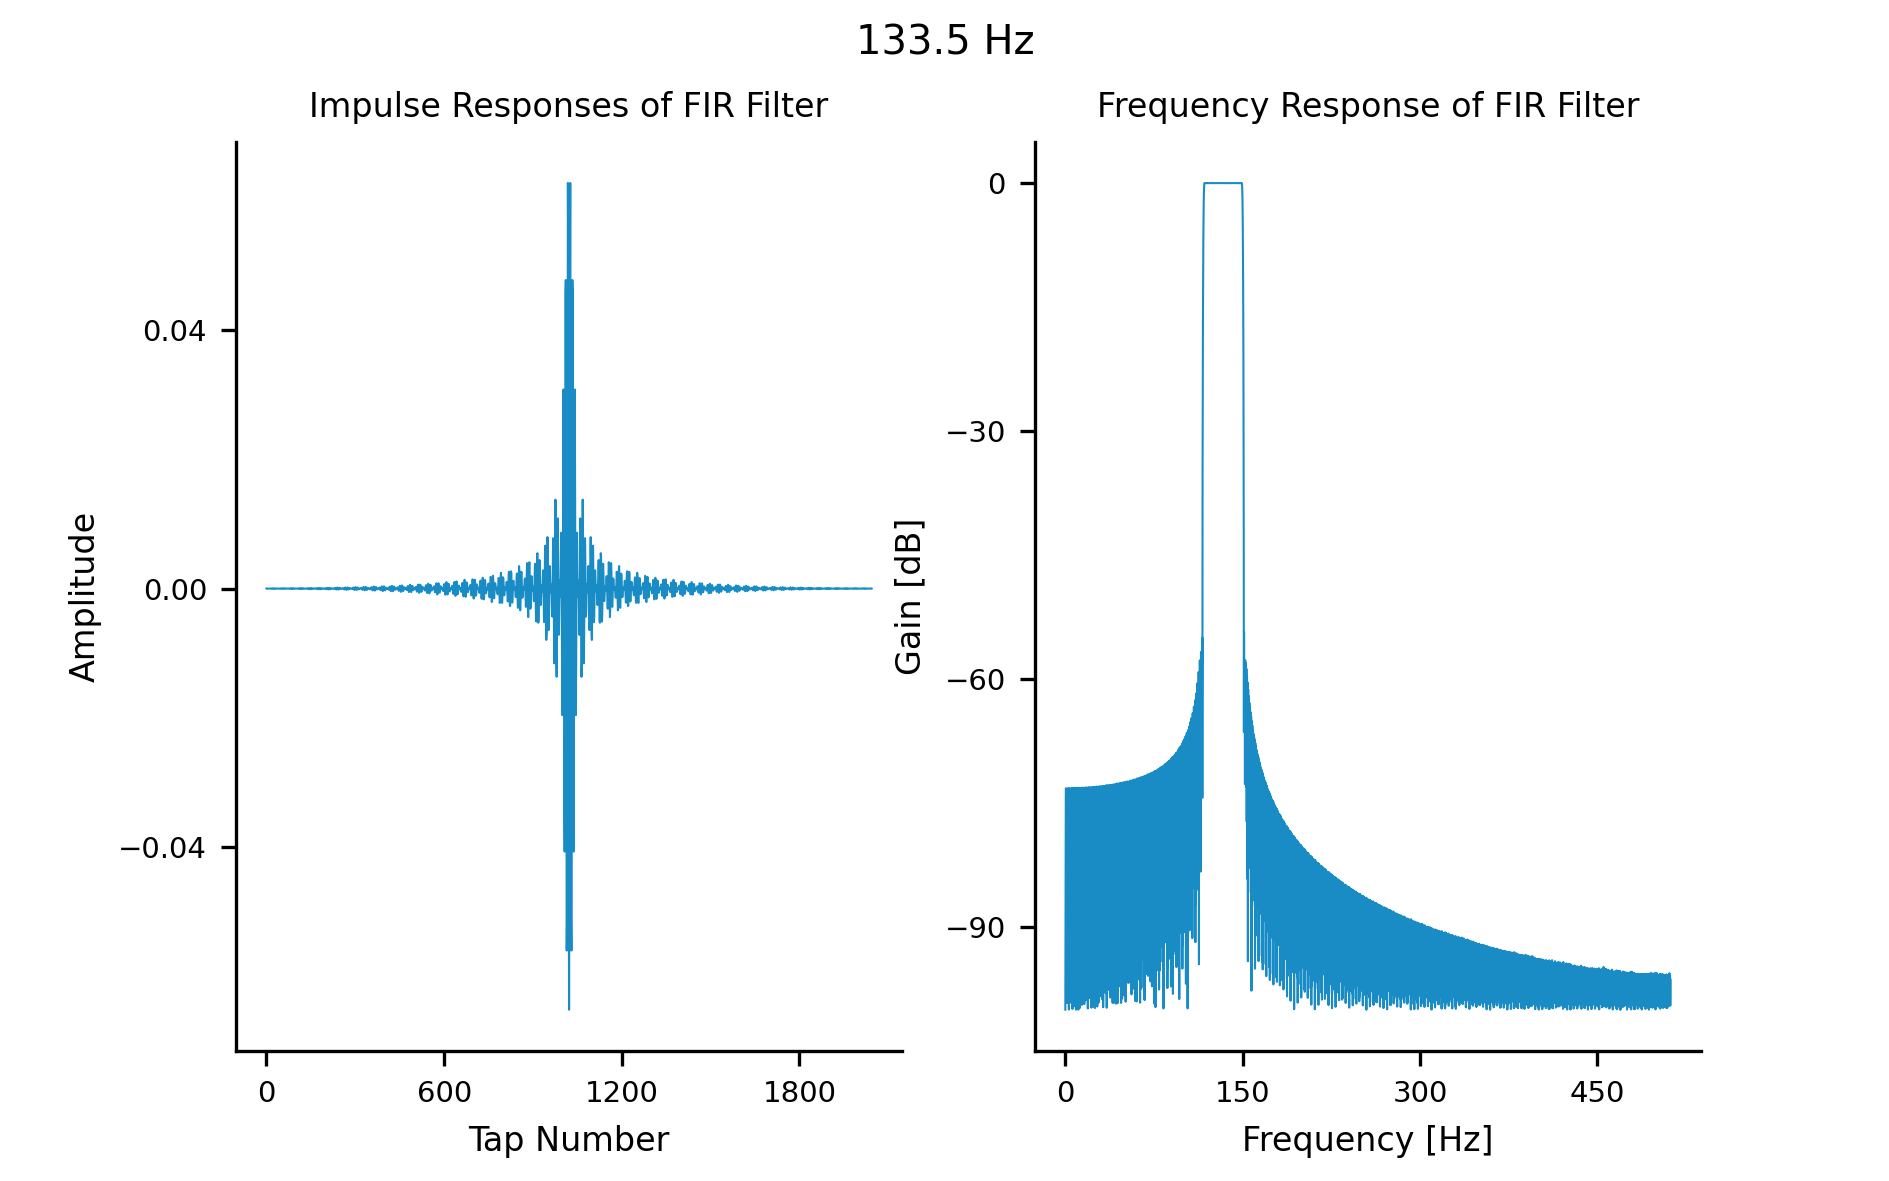 133.5 Hz
Impulse Responses of FIR Filter
Amplitude
0.04
0.00
−0.04
0 600 1200 1800
Tap Number
Frequency Response of FIR Filter
Gain [dB]
0
−30
−60
−90
0 150 300 450
Frequency [Hz]